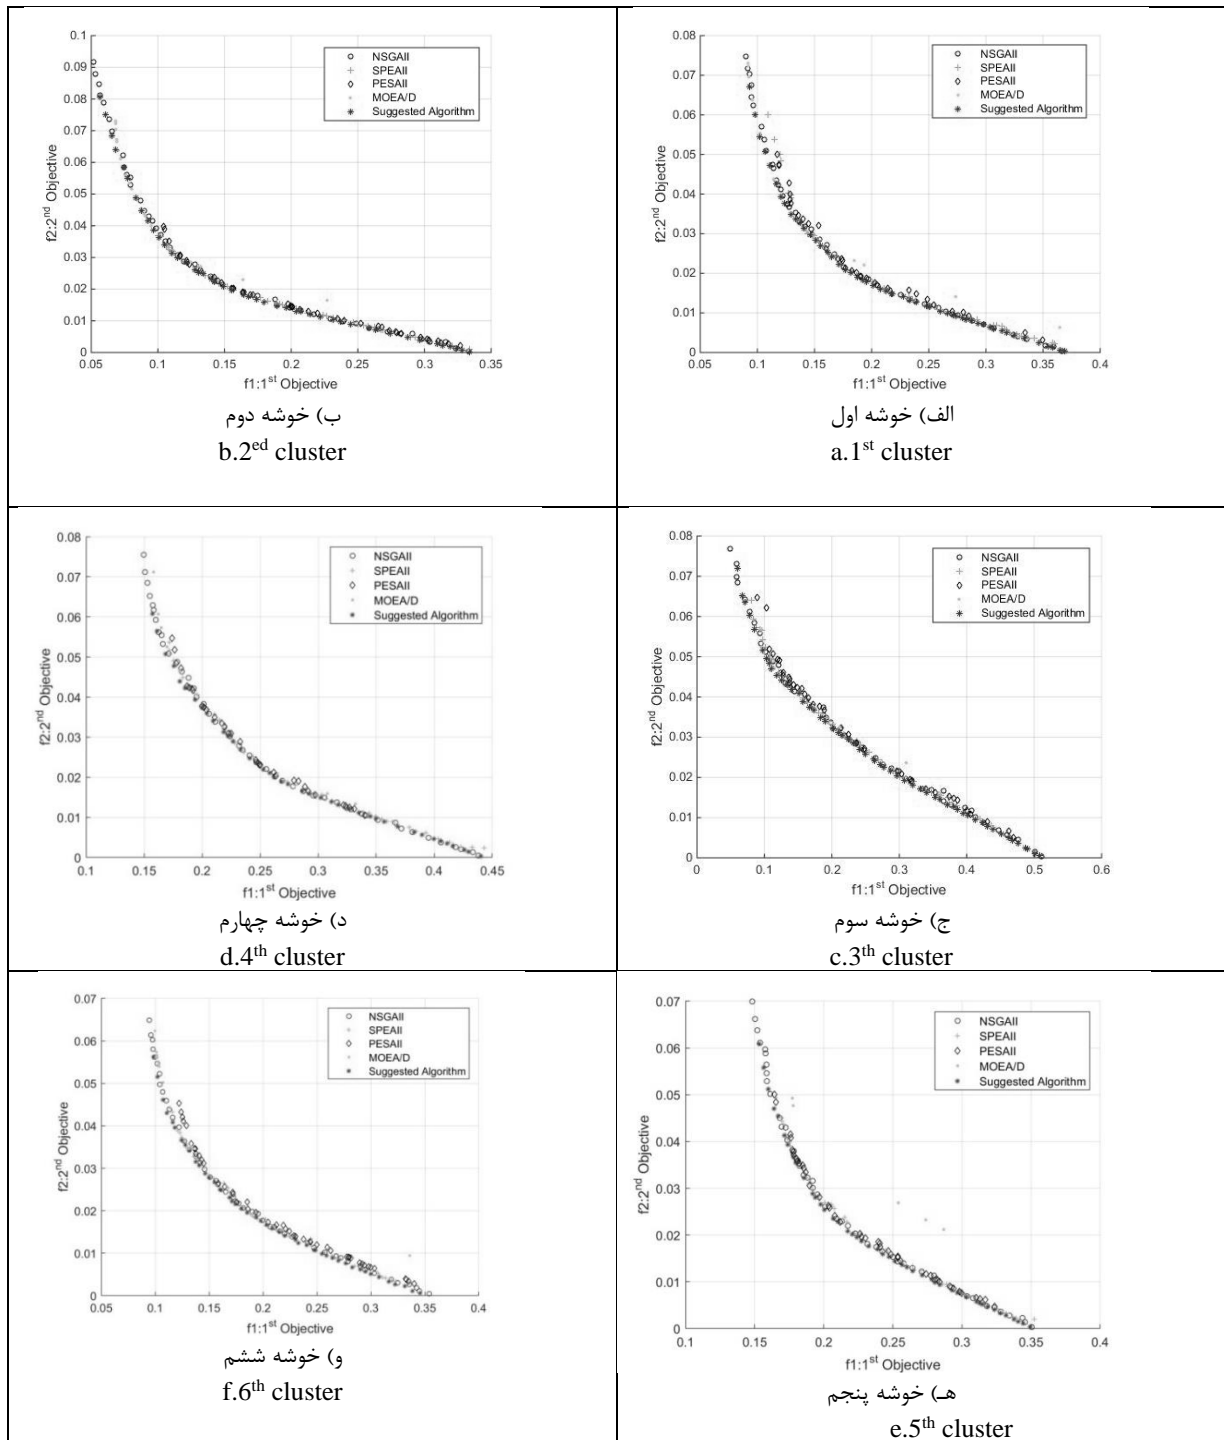 0.08
0.07
0.06
0.05
0.04
0.03
0.02
0.01
0
f2:2nd Objective
NSGAII
SPEAII
PESAII
MOEA/D
Suggested Algorithm
0.05 0.1 0.15 0.2 0.25 0.3 0.35 0.4
f1:1st Objective
الف) خوشه اول
a.1st cluster
0.1
0.09
0.08
0.07
0.06
0.05
0.04
0.03
0.02
0.01
0
f2:2nd Objective
NSGAII
SPEAII
PESAII
MOEA/D
Suggested Algorithm
0.05 0.1 0.15 0.2 0.25 0.3 0.35
f1:1st Objective
ب) خوشه دوم
b.2ed cluster
0.08
0.07
0.06
0.05
0.04
0.03
0.02
0.01
0
f2:2nd Objective
NSGAII
SPEAII
PESAII
MOEA/D
Suggested Algorithm
0 0.1 0.2 0.3 0.4 0.5 0.6
f1:1st Objective
ج) خوشه سوم
c.3th cluster
0.08
0.07
0.06
0.05
0.04
0.03
0.02
0.01
0
f2:2nd Objective
NSGAII
SPEAII
PESAII
MOEA/D
Suggested Algorithm
0.1 0.15 0.2 0.25 0.3 0.35 0.4 0.45
f1:1st Objective
د) خوشه چهارم
d.4th cluster
0.07
0.06
0.05
0.04
0.03
0.02
0.01
0
f2:2nd Objective
NSGAII
SPEAII
PESAII
MOEA/D
Suggested Algorithm
0.1 0.15 0.2 0.25 0.3 0.35 0.4
f1:1st Objective
هـ) خوشه پنجم
e.5th cluster
0.07
0.06
0.05
0.04
0.03
0.02
0.01
0
f2:2nd Objective
NSGAII
SPEAII
PESAII
MOEA/D
Suggested Algorithm
0.05 0.1 0.15 0.2 0.25 0.3 0.35 0.4
f1:1st Objective
و) خوشه ششم
f.6th cluster